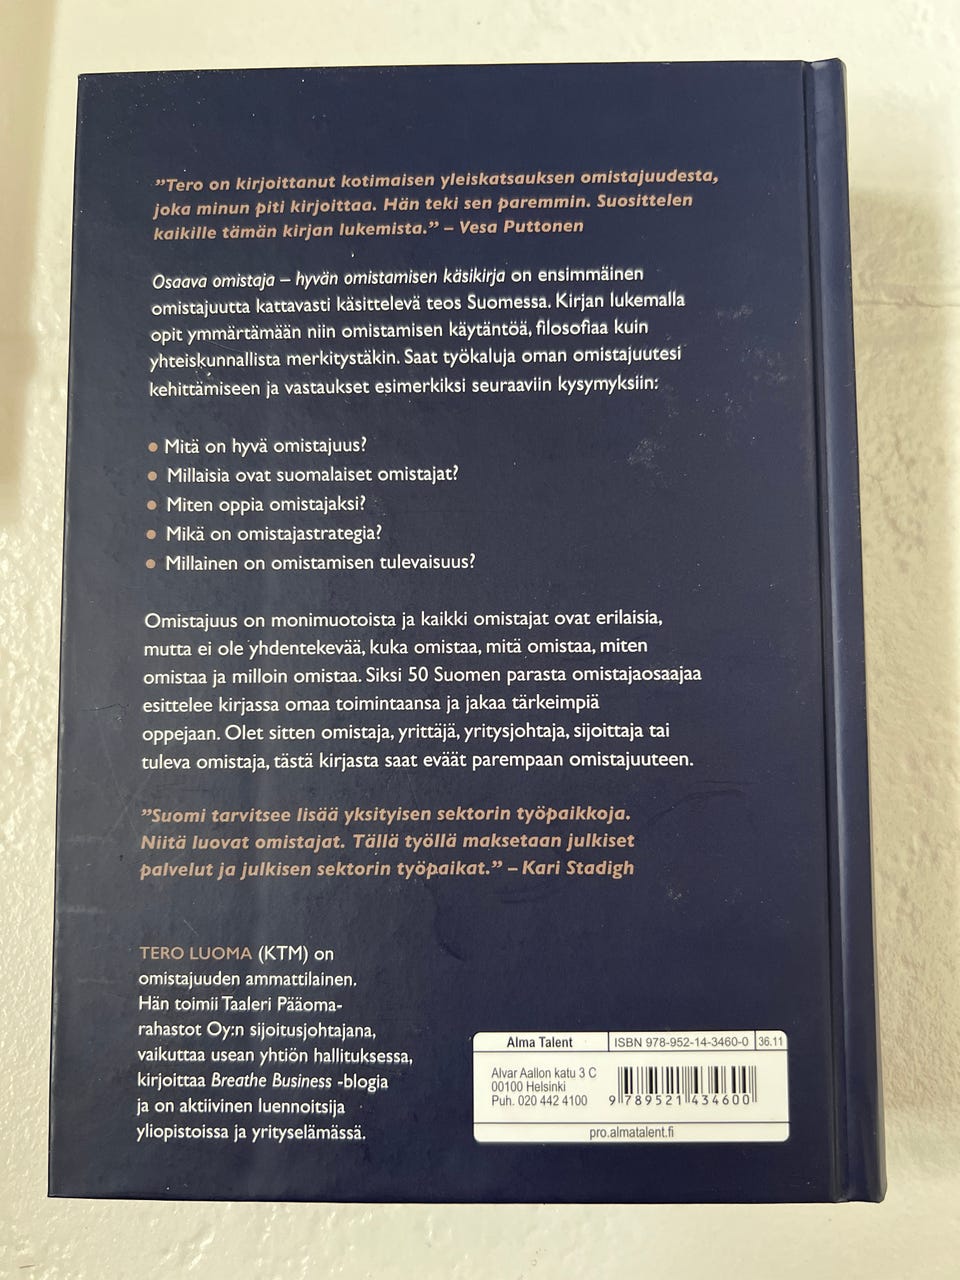 ”Tero on kirjoittanut kotimaisen yleiskatsauksen omistajuudesta,
joka minun piti kirjoittaa. Hän teki sen paremmin. Suosittelen
kaikille tämän kirjan lukemista.” – Vesa Puttonen
Osaava omistaja – hyvän omistamisen käsikirja on ensimmäinen
omistajuutta kattavasti käsittelevä teos Suomessa. Kirjan lukemalla
opit ymmärtämään niin omistamisen käytäntöä, filosofiaa kuin
yhteiskunnallista merkitystäkin. Saat työkaluja oman omistajuutesi
kehittämiseen ja vastaukset esimerkiksi seuraaviin kysymyksiin:
• Mitä on hyvä omistajuus?
• Millaisia ovat suomalaiset omistajat?
• Miten oppia omistajaksi?
• Mikä on omistajastrategia?
• Millainen on omistamisen tulevaisuus?
Omistajuus on monimuotoista ja kaikki omistajat ovat erilaisia,
mutta ei ole yhdentekevää, kuka omistaa, mitä omistaa, miten
omistaa ja milloin omistaa. Siksi 50 Suomen parasta omistajaosaajaa
esittelee kirjassa omaa toimintaansa ja jakaa tärkeimpiä
oppejaan. Olet sitten omistaja, yrittäjä, yritysjohtaja, sijoittaja tai
tuleva omistaja, tästä kirjasta saat eväät parempaan omistajuuteen.
”Suomi tarvitsee lisää yksityisen sektorin työpaikkoja.
Niitä luovat omistajat. Tällä työllä maksetaan julkiset
palvelut ja julkisen sektorin työpaikat.” – Kari Stadigh
TERO LUOMA (KTM) on
omistajuuden ammattilainen.
Hän toimii Taaleri Pääoma-
rahastot Oy:n sijoitusjohtajana,
vaikuttaa usean yhtiön hallituksessa,
kirjoittaa Breathe Business -blogia
ja on aktiivinen luennoitsija
yliopistoissa ja yrityselämässä.
Alma Talent ISBN 978-952-14-3460-0 36.11
Alvar Aallon katu 3 C
00100 Helsinki
Puh. 020 442 4100
9 789521 434600
pro.almatalent.fi